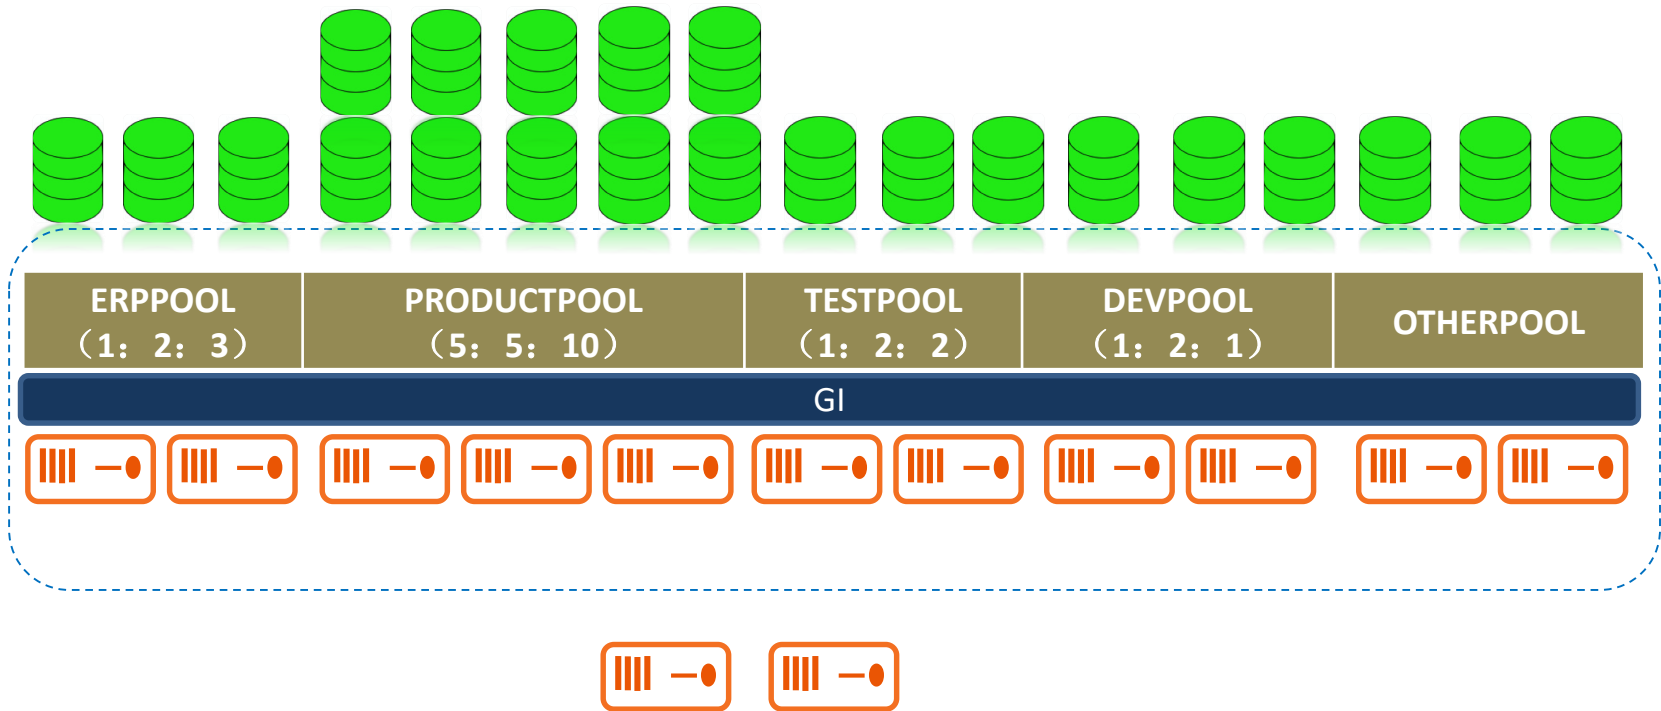 ERPPOOL
（1：2：3）
PRODUCTPOOL
（5：5：10）
TESTPOOL
（1：2：2）
DEVPOOL
（1：2：1）
OTHERPOOL
GI